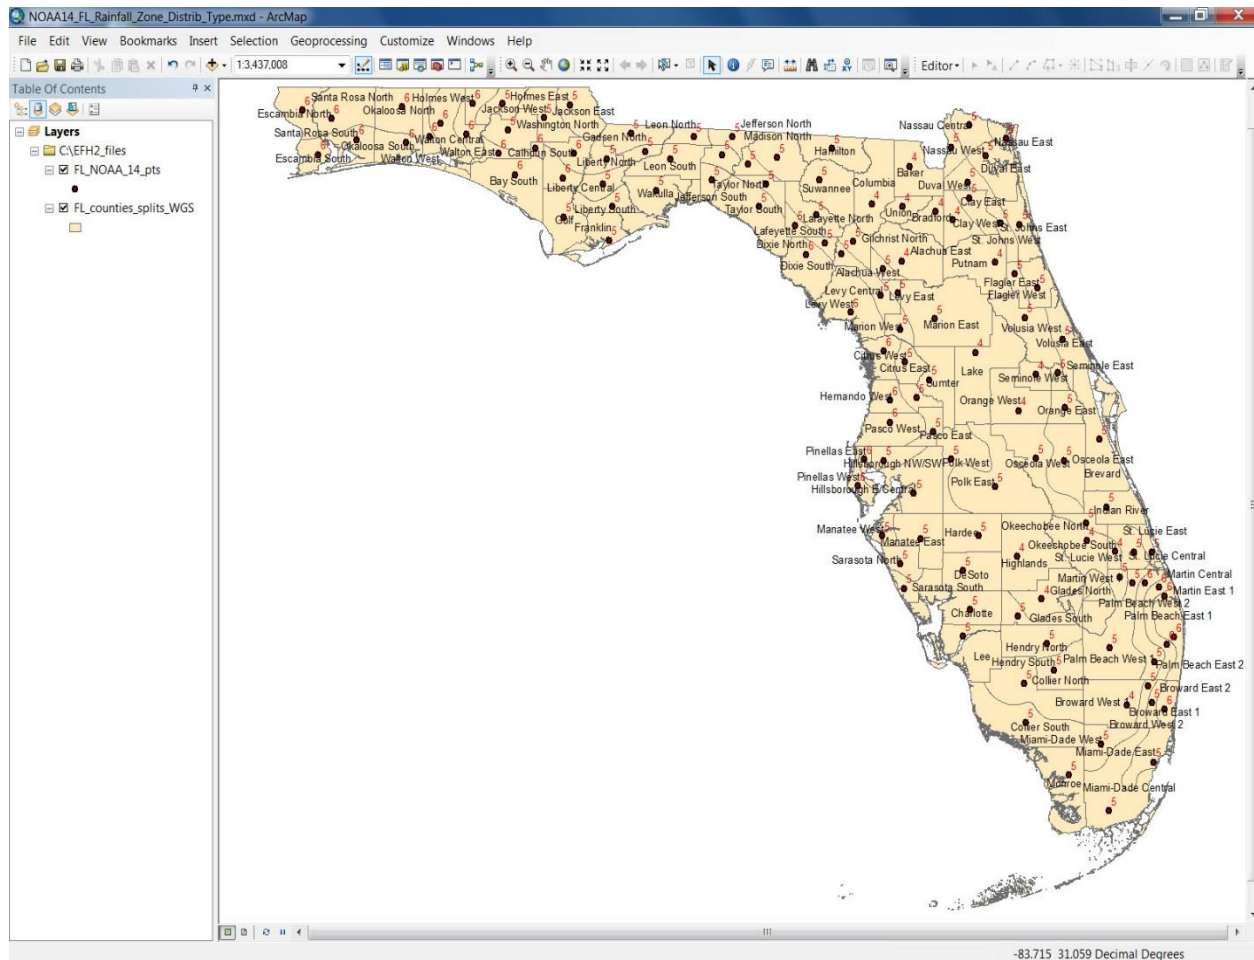 NOAA14_FL_Rainfall_Zone_Distrib_Type.mxd - ArcMap
File Edit View Bookmarks Insert Selection Geoprocessing Customize Windows Help
1:3,437,008
Editor
Table Of Contents
Layers
C:\EFH2_files
FL_NOAA_14_pts
FL_counties_splits_WGS
Santa Rosa North
Holmes West
Holmes East
Escambia North
Okaloosa North
Jackson West
Jackson East
Washington North
Santa Rosa South
Okaloosa South
Walton Central
Gadsen North
Leon North
Jefferson North
Madison North
Escambia South
Walton West
Walton East
Calhoun South
Liberty North
Leon South
Hamilton
Nassau Central
Nassau East
Nassau West
Duval East
Baker
Bay South
Liberty Central
Wakulla
Taylor North
Jefferson South
Suwannee
Columbia
Duval West
Clay East
Gulf
Liberty South
Franklin
Taylor South
Lafayette North
Union
Bradford
Clay West
St. Johns East
St. Johns West
Lafeyette South
Dixie North
Gilchrist North
Dixie South
Alachua East
Alachua West
Putnam
Flagler East
Flagler West
Levy Central
Levy East
Levy West
Marion West
Marion East
Volusia West
Volusia East
Citrus West
Citrus East
Lake
Sumter
Seminole West
Seminole East
Hernando West
Orange West
Orange East
Pasco West
Pasco East
Pinellas East
Hillsborough NW/SW
Polk West
Osceola West
Osceola East
Brevard
Pinellas West
Hillsborough E/Central
Polk East
Indian River
Manatee West
Manatee East
Hardee
Okeechobee North
Okeeshobee South
St. Lucie East
St. Lucie West
St. Lucie Central
Sarasota North
Highlands
DeSoto
Martin West
Martin Central
Sarasota South
Glades North
Martin East 1
Palm Beach West 2
Charlotte
Glades South
Palm Beach East 1
Lee
Hendry North
Hendry South
Palm Beach West 1
Palm Beach East 2
Collier North
Broward East 2
Broward West 1
Broward East 1
Broward West 2
Collier South
Miami-Dade West
Miami-Dade East
Monroe
Miami-Dade Central
-83.715 31.059 Decimal Degrees